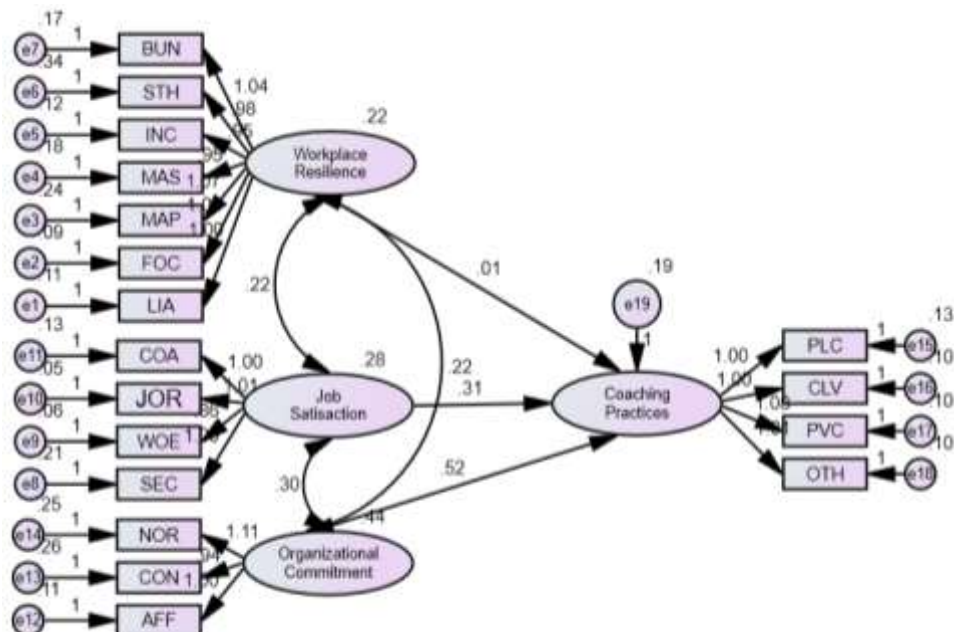 .17
e7
1
BUN
.34
e6
1
STH
1.04
.12
.98
e5
1
INC
.22
.18
Workplace
Resilience
e4
1
MAS
.24
e3
1
MAP
.09
e2
1
FOC
.11
e1
1
LIA
.22
.01
.19
e19
1
.13
e11
1
COA
1.00
.05
e10
1
JOR
.28
Job
Satisaction
.22
.31
Coaching
Practices
.06
e9
1
WOE
.21
e8
1
SEC
.30
.52
1.00
PLC
1
.13
e15
1.00
CLV
1
.10
e16
PVC
1
.10
e17
OTH
1
.10
e18
.25
e14
1
NOR
1.11
.44
.26
e13
1
CON
.94
Organizational
Commitment
.11
e12
1
AFF